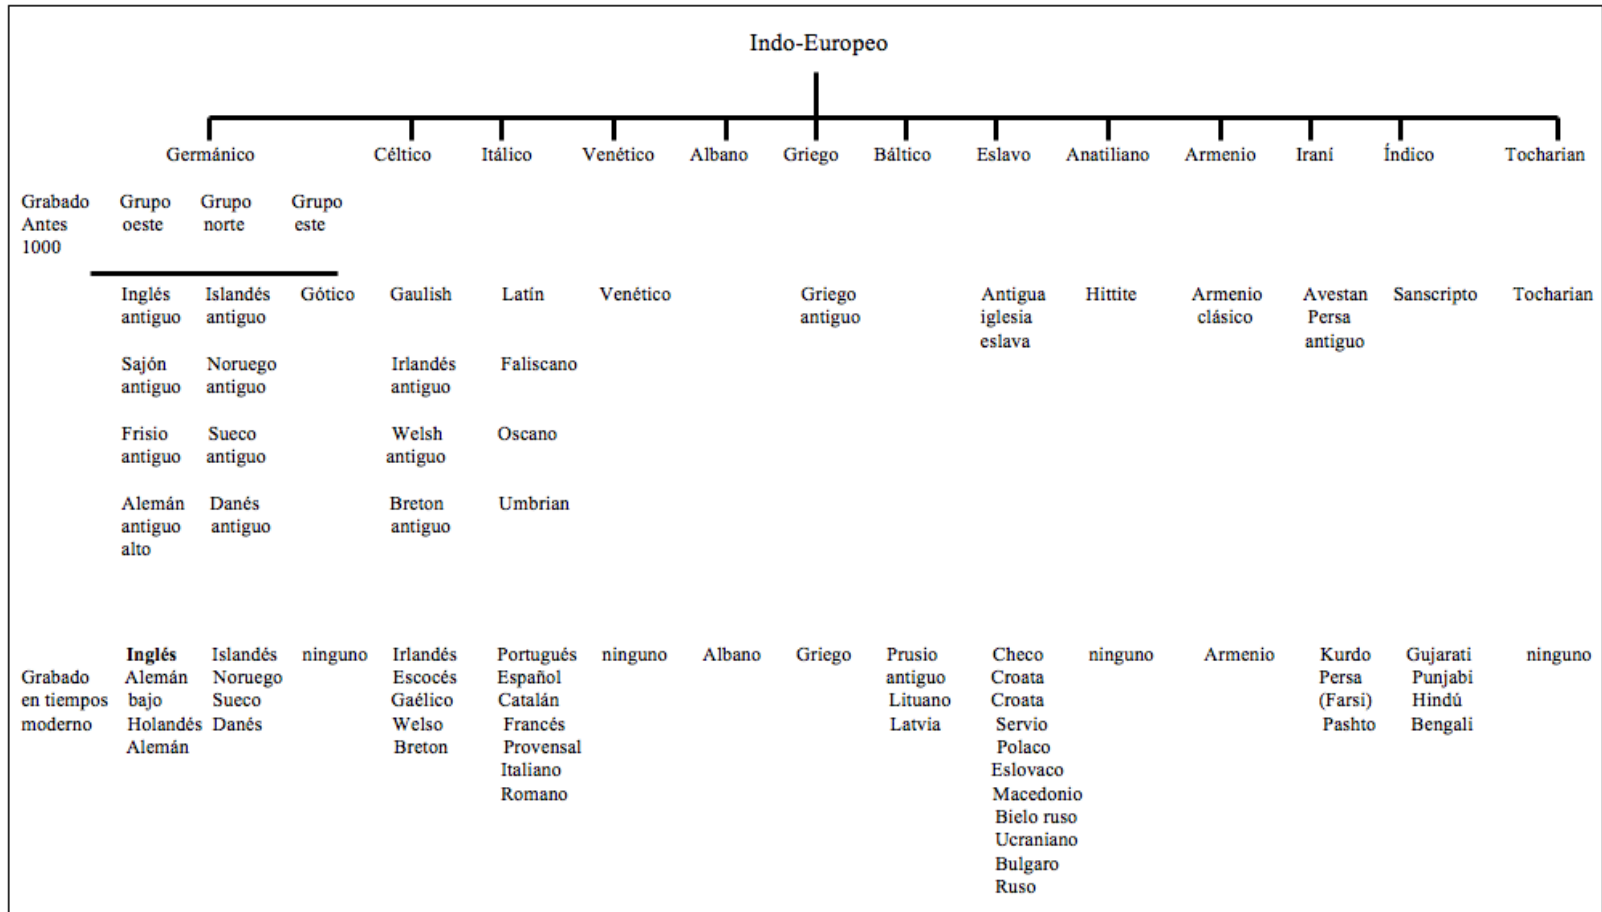 Indo-Europeo
Germánico Céltico Itálico Venético Albano Griego Báltico Eslavo Anatiliano Armenio Iraní Índico Tocharian
Grabado Grupo Grupo Grupo
Antes oeste norte este
1000
Inglés Islandés Gótico Gaulish Latín Venético Griego Antigua Hittite Armenio Avestan Sanscripto Tocharian
antiguo antiguo antiguo iglesia clásico Persa
eslava antiguo
Sajón Noruego Irlandés Faliscano
antiguo antiguo antiguo
Frisio Sueco Welsh Oscano
antiguo antiguo antiguo
Alemán Danés Breton Umbrian
antiguo antiguo antiguo
alto
Inglés Islandés ninguno Irlandés Portugués ninguno Albano Griego Prusio Checo ninguno Armenio Kurdo Gujarati ninguno
Grabado Alemán Noruego Escocés Español antiguo Croata Persa Punjabi
en tiempos bajo Sueco Gaélico Catalán Lituano Croata (Farsi) Hindú
moderno Holandés Danés Welso Francés Latvia Servio Pashto Bengali
Alemán Breton Provensal Polaco
Italiano Eslovaco
Romano Macedonio
Bielo ruso
Ucraniano
Bulgaro
Ruso